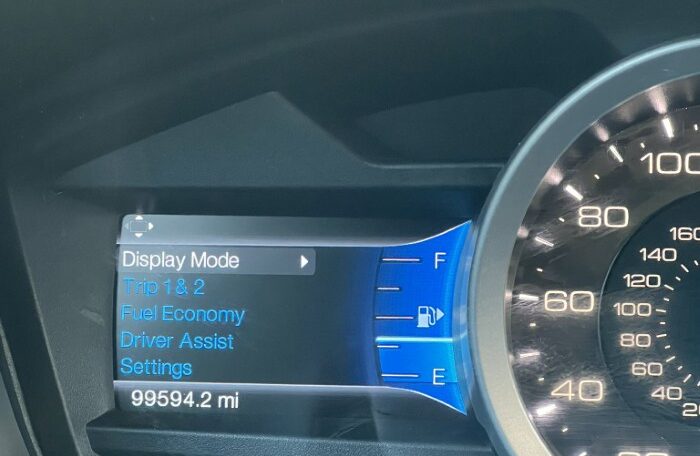 Display Mode
Trip 1 & 2
Fuel Economy
Driver Assist
Settings
99594.2 mi
F
E
100
80
60
40
160
140
120
100
80
60
40